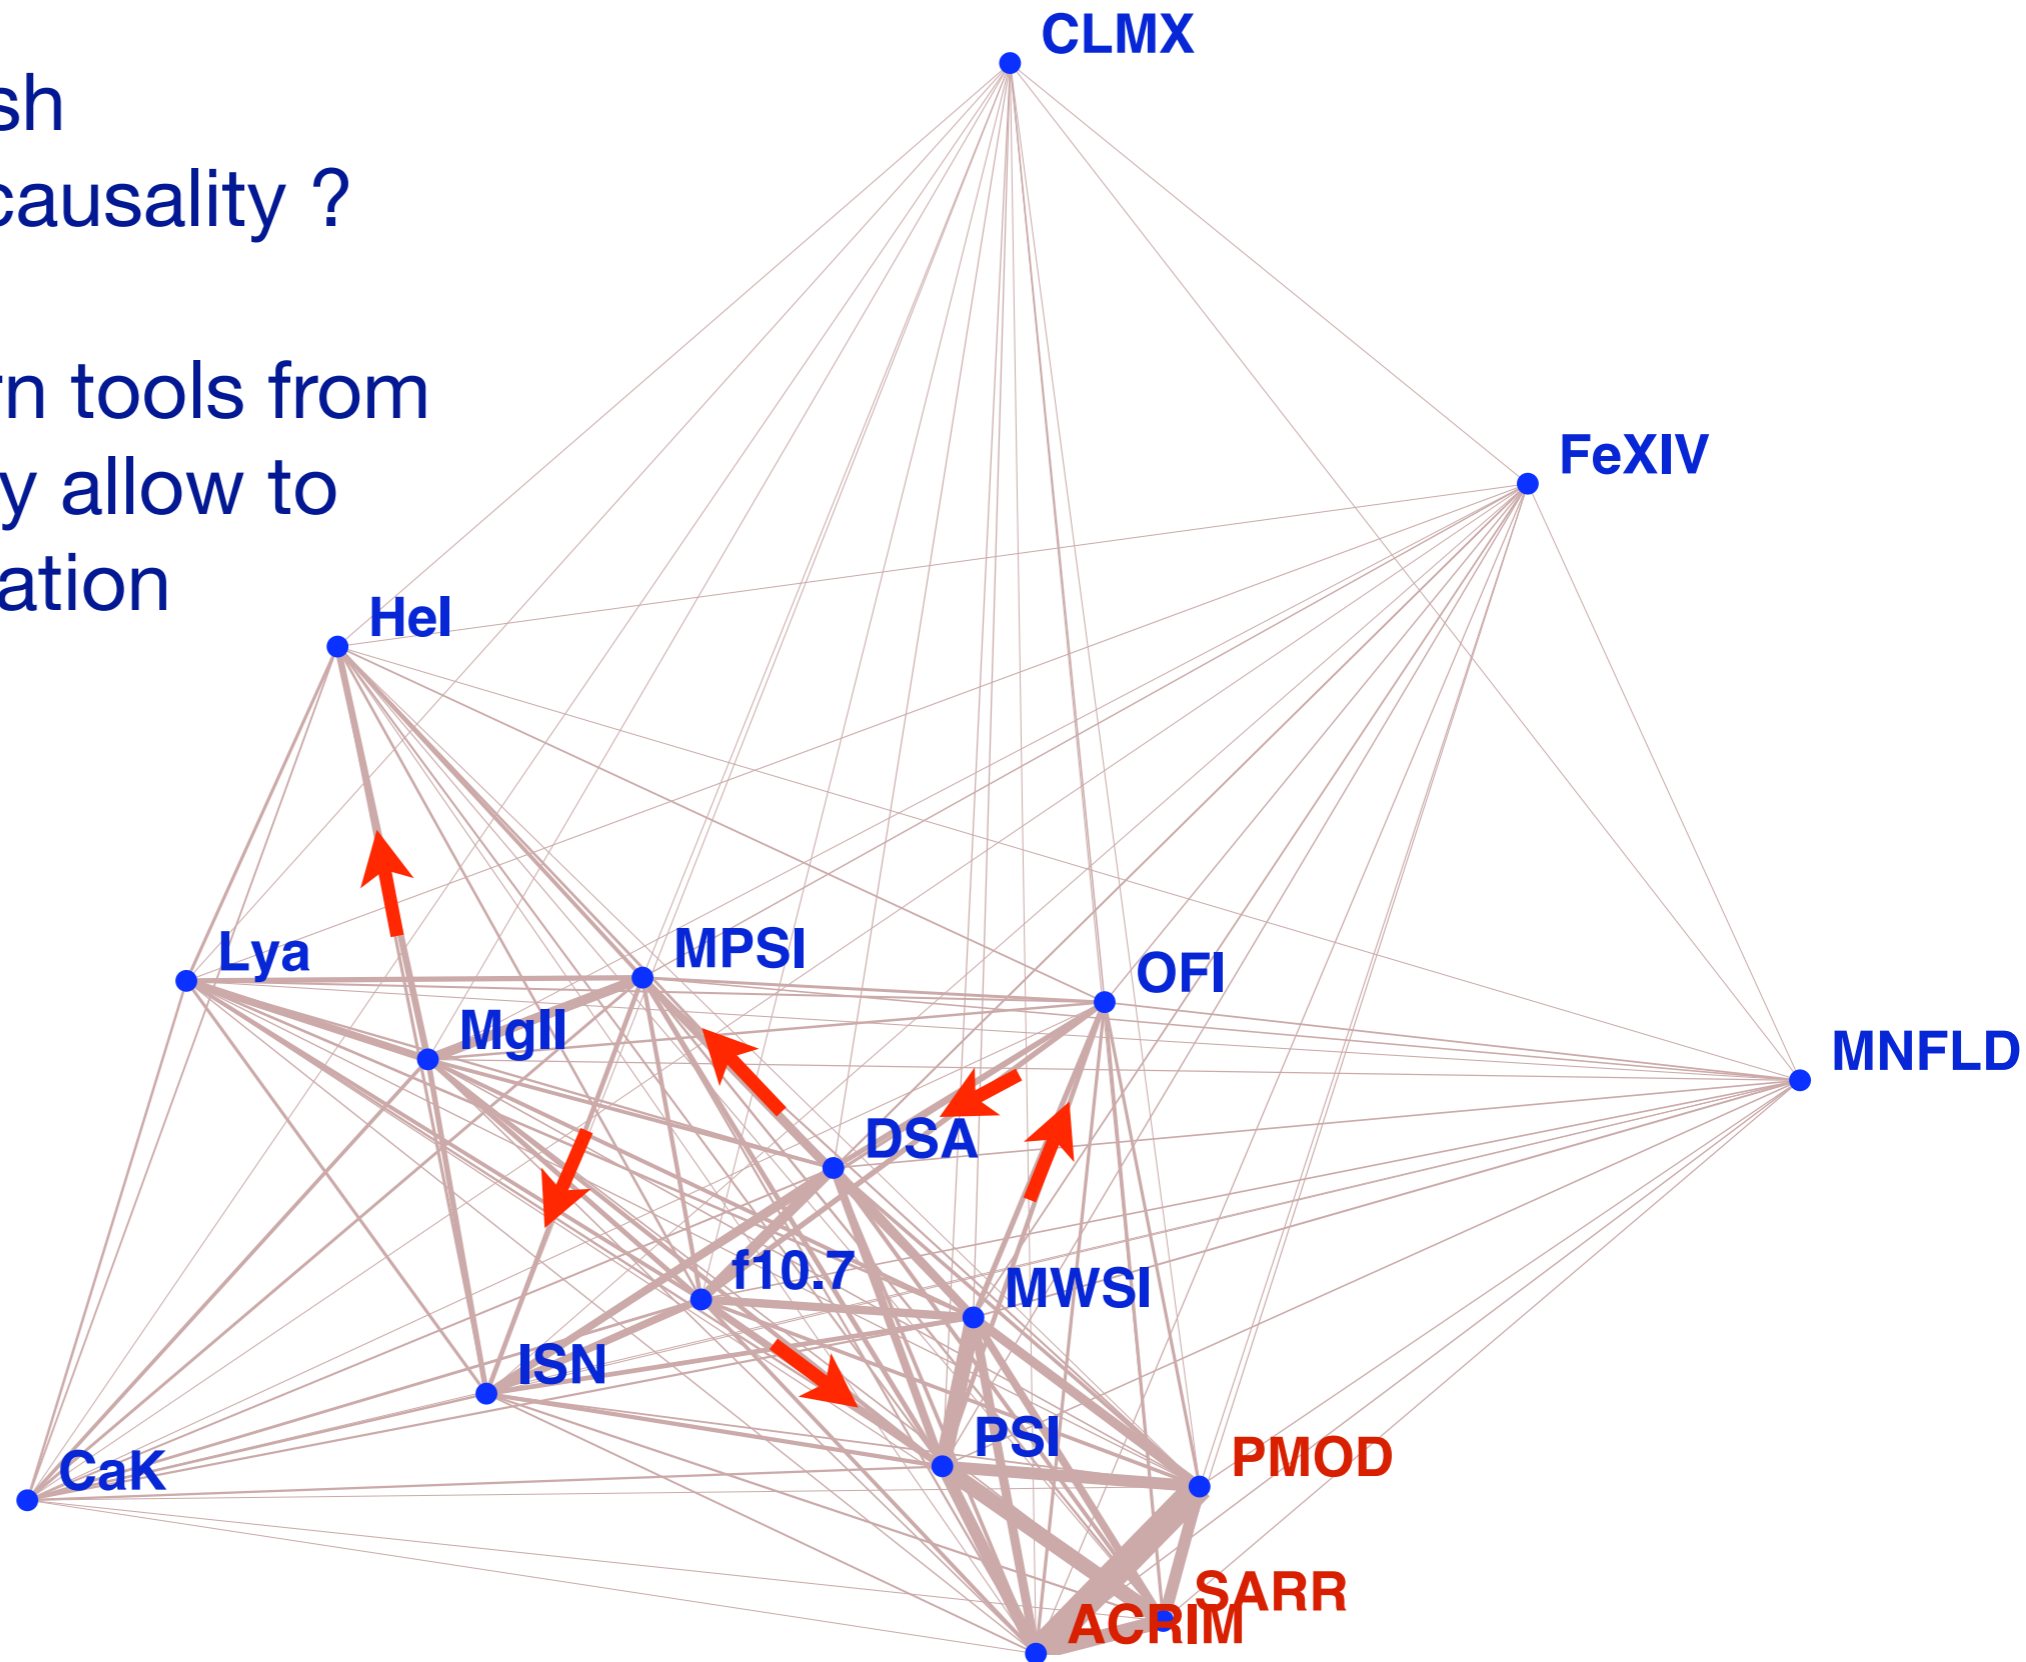 CLMX
sh
causality ?
rn tools from
y allow to
ation
FeXIV
HeI
Lya
MPSI
OFI
MgII
MNFLD
DSA
f10.7
MWSI
ISN
PSI
PMOD
CaK
SARR
ACRIM